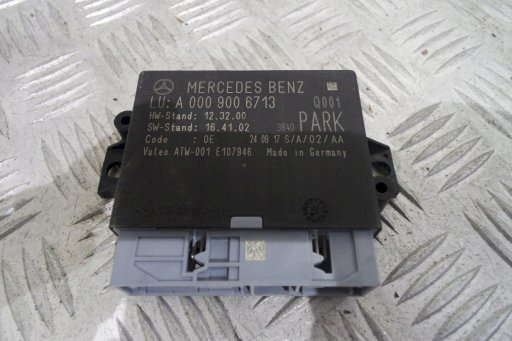 MERCEDES BENZ
LU: A 000 900 6713 Q001
HW-Stand: 12.32.00
SW-Stand: 16.41.02 3840 PARK
Code : 0E 24 09 17 S/A/02/AA
Valeo ATW-001 E107946 Made in Germany